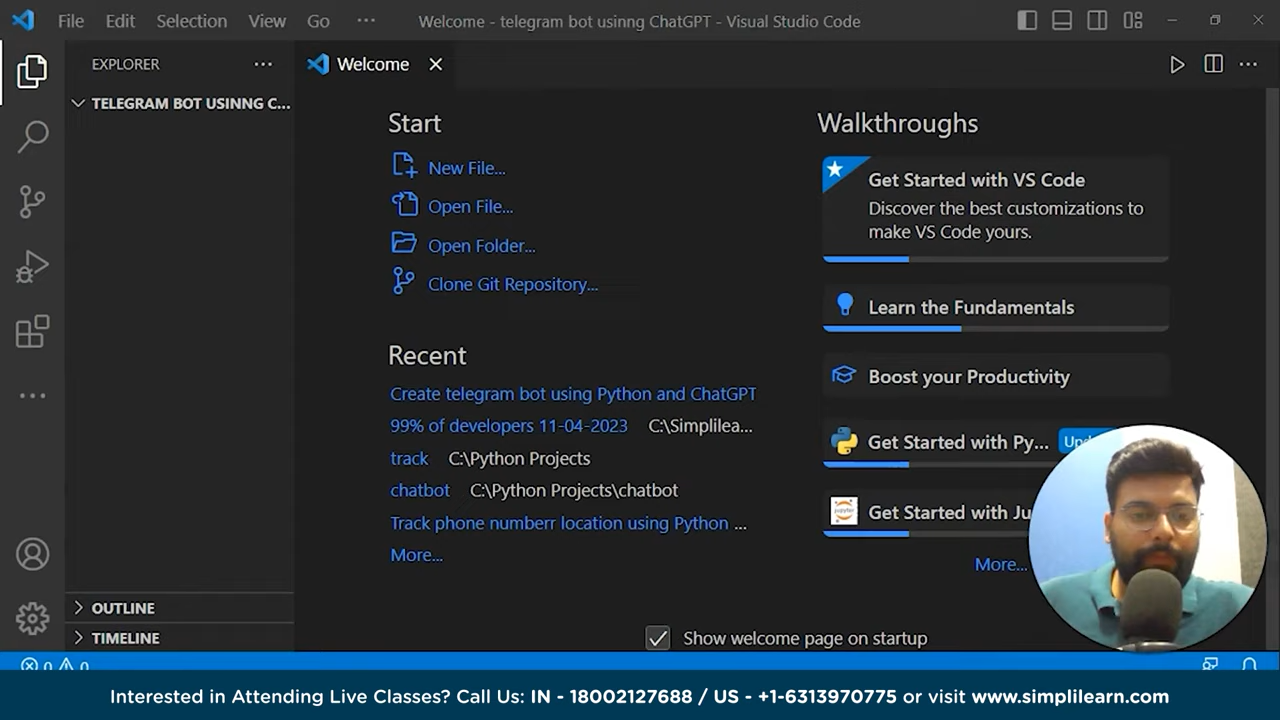 File Edit Selection View Go ··· Welcome - telegram bot usinng ChatGPT - Visual Studio Code
EXPLORER ···
Welcome
TELEGRAM BOT USINNG C...
Start
New File...
Open File...
Open Folder...
Clone Git Repository...
Recent
Create telegram bot using Python and ChatGPT
99% of developers 11-04-2023 C:\Simplilea...
track C:\Python Projects
chatbot C:\Python Projects\chatbot
Track phone numberr location using Python ...
More...
Walkthroughs
Get Started with VS Code
Discover the best customizations to
make VS Code yours.
Learn the Fundamentals
Boost your Productivity
Get Started with Py...
Get Started with Ju
jupyter
More...
Show welcome page on startup
OUTLINE
TIMELINE
0 0
Interested in Attending Live Classes? Call Us: IN - 18002127688 / US - +1-6313970775 or visit www.simplilearn.com